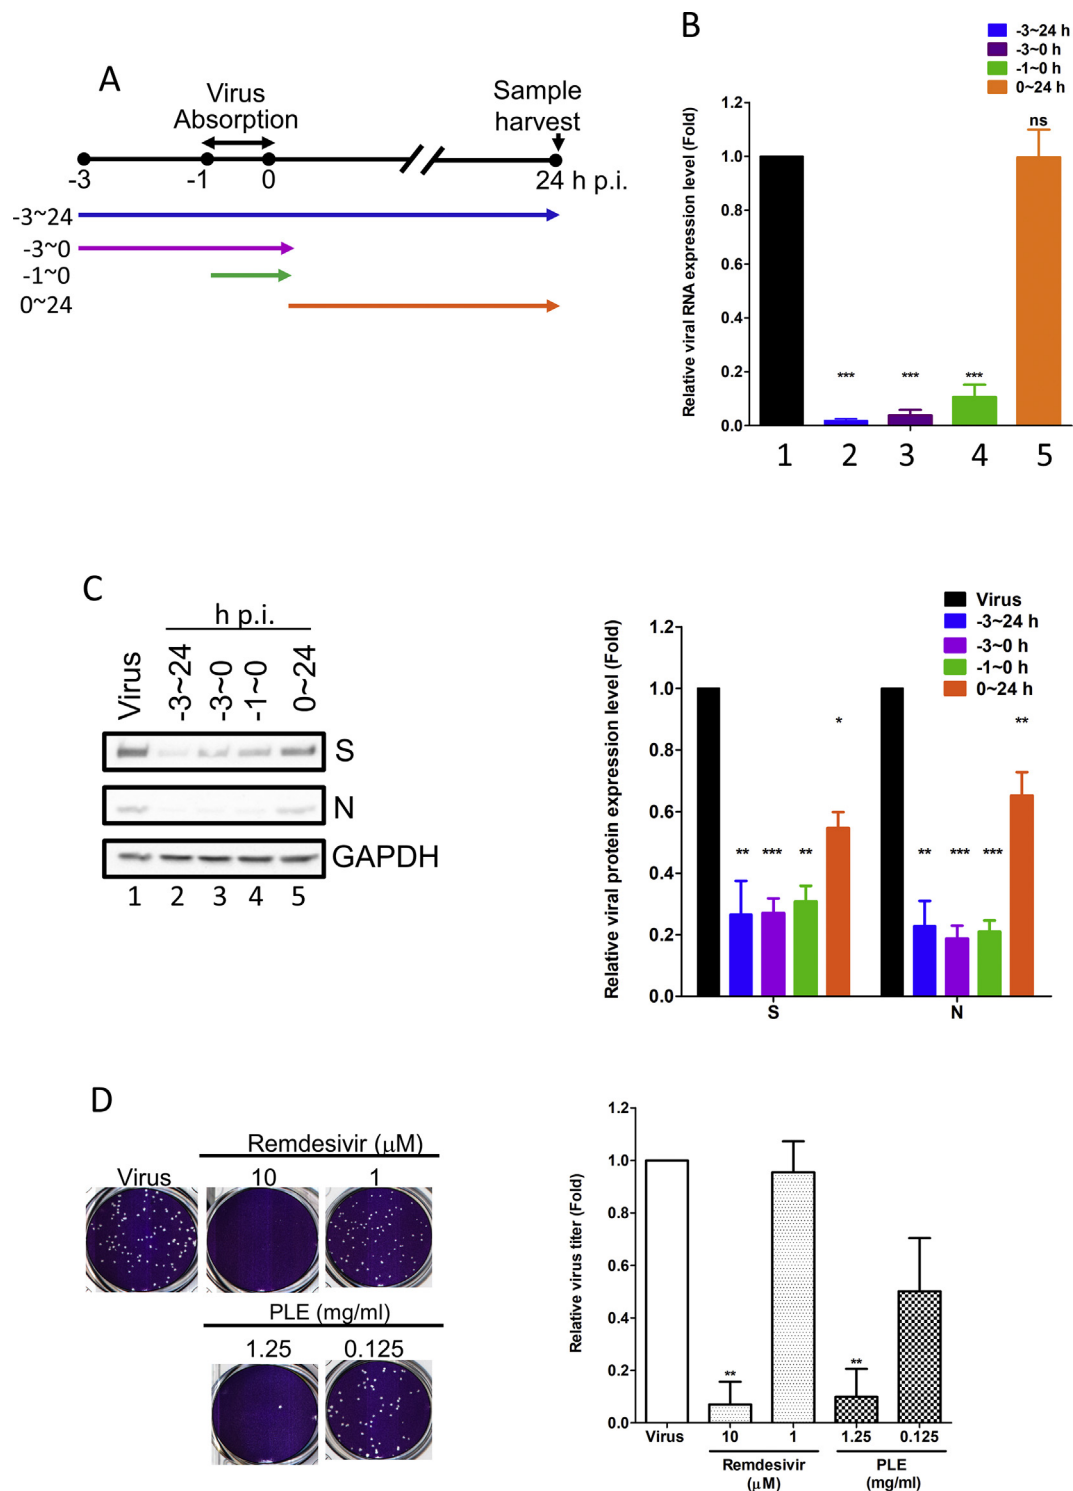 A
Virus
Absorption
Sample
harvest
-3
-1
0
24 h p.i.
-3~24
-3~0
-1~0
0~24
B
-3~24 h
-3~0 h
-1~0 h
0~24 h
Relative viral RNA expression level (Fold)
1.2
1.0
0.8
0.6
0.4
0.2
0.0
***
***
***
ns
1 2 3 4 5
C
h p.i.
Virus
-3~24
-3~0
-1~0
0~24
S
N
GAPDH
1 2 3 4 5
Virus
-3~24 h
-3~0 h
-1~0 h
0~24 h
Relative viral protein expression level (Fold)
1.2
1.0
0.8
0.6
0.4
0.2
0.0
** *** ** *
** *** *** **
S N
D
Remdesivir (μM)
Virus 10 1
PLE (mg/ml)
1.25 0.125
Relative virus titer (Fold)
1.2
1.0
0.8
0.6
0.4
0.2
0.0
**
**
Virus 10 1 1.25 0.125
Remdesivir PLE
(μM) (mg/ml)